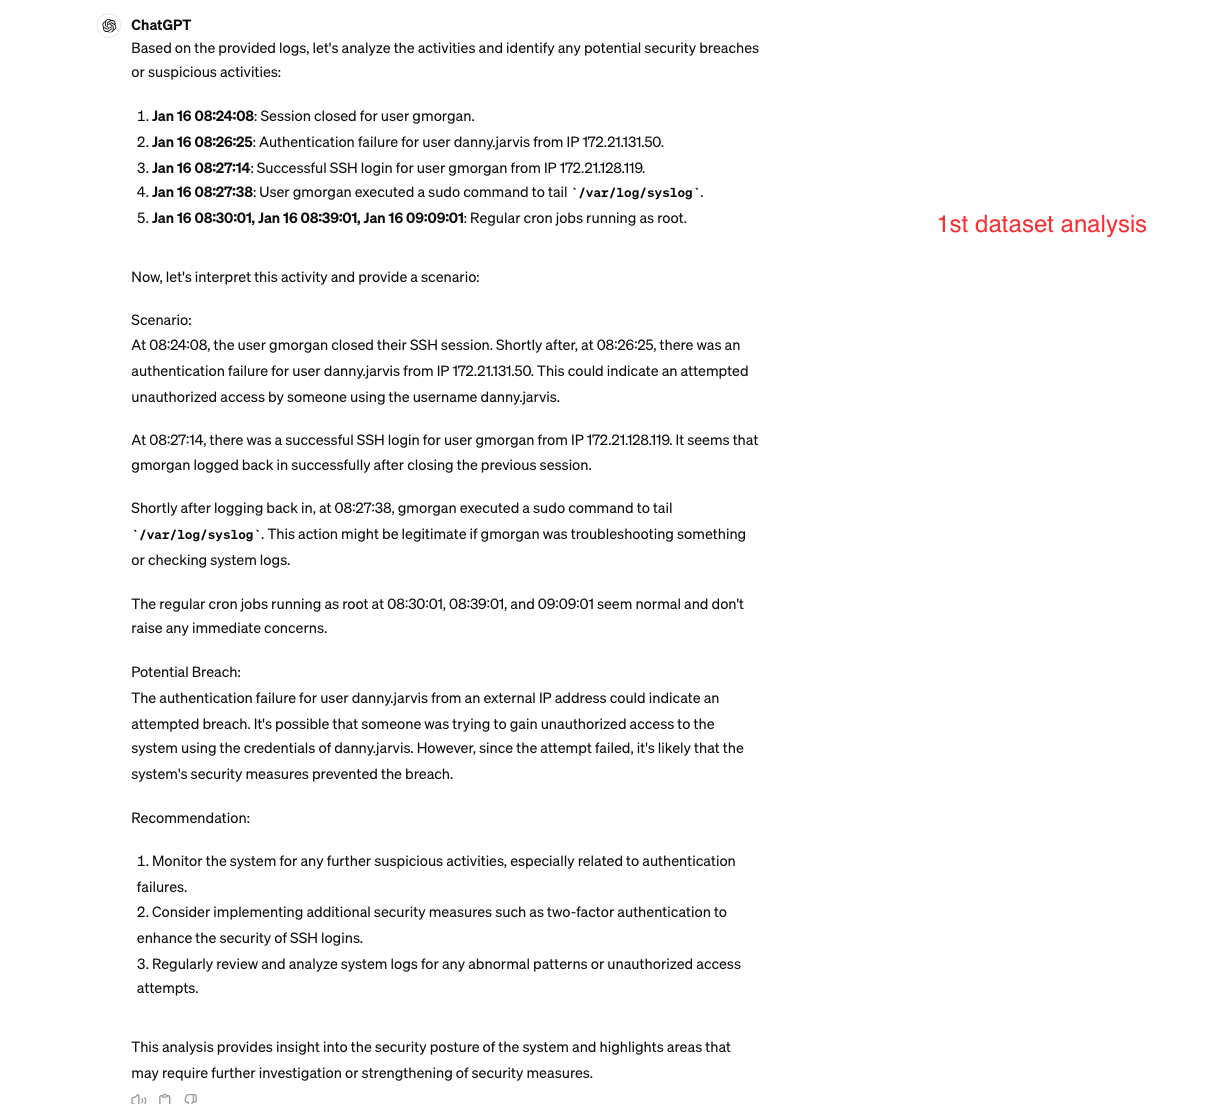 ChatGPT
Based on the provided logs, let's analyze the activities and identify any potential security breaches
or suspicious activities:
1. Jan 16 08:24:08: Session closed for user gmorgan.
2. Jan 16 08:26:25: Authentication failure for user danny.jarvis from IP 172.21.131.50.
3. Jan 16 08:27:14: Successful SSH login for user gmorgan from IP 172.21.128.119.
4. Jan 16 08:27:38: User gmorgan executed a sudo command to tail `/var/log/syslog`.
5. Jan 16 08:30:01, Jan 16 08:39:01, Jan 16 09:09:01: Regular cron jobs running as root.
1st dataset analysis
Now, let's interpret this activity and provide a scenario:
Scenario:
At 08:24:08, the user gmorgan closed their SSH session. Shortly after, at 08:26:25, there was an
authentication failure for user danny.jarvis from IP 172.21.131.50. This could indicate an attempted
unauthorized access by someone using the username danny.jarvis.
At 08:27:14, there was a successful SSH login for user gmorgan from IP 172.21.128.119. It seems that
gmorgan logged back in successfully after closing the previous session.
Shortly after logging back in, at 08:27:38, gmorgan executed a sudo command to tail
`/var/log/syslog`. This action might be legitimate if gmorgan was troubleshooting something
or checking system logs.
The regular cron jobs running as root at 08:30:01, 08:39:01, and 09:09:01 seem normal and don't
raise any immediate concerns.
Potential Breach:
The authentication failure for user danny.jarvis from an external IP address could indicate an
attempted breach. It's possible that someone was trying to gain unauthorized access to the
system using the credentials of danny.jarvis. However, since the attempt failed, it's likely that the
system's security measures prevented the breach.
Recommendation:
1. Monitor the system for any further suspicious activities, especially related to authentication
failures.
2. Consider implementing additional security measures such as two-factor authentication to
enhance the security of SSH logins.
3. Regularly review and analyze system logs for any abnormal patterns or unauthorized access
attempts.
This analysis provides insight into the security posture of the system and highlights areas that
may require further investigation or strengthening of security measures.